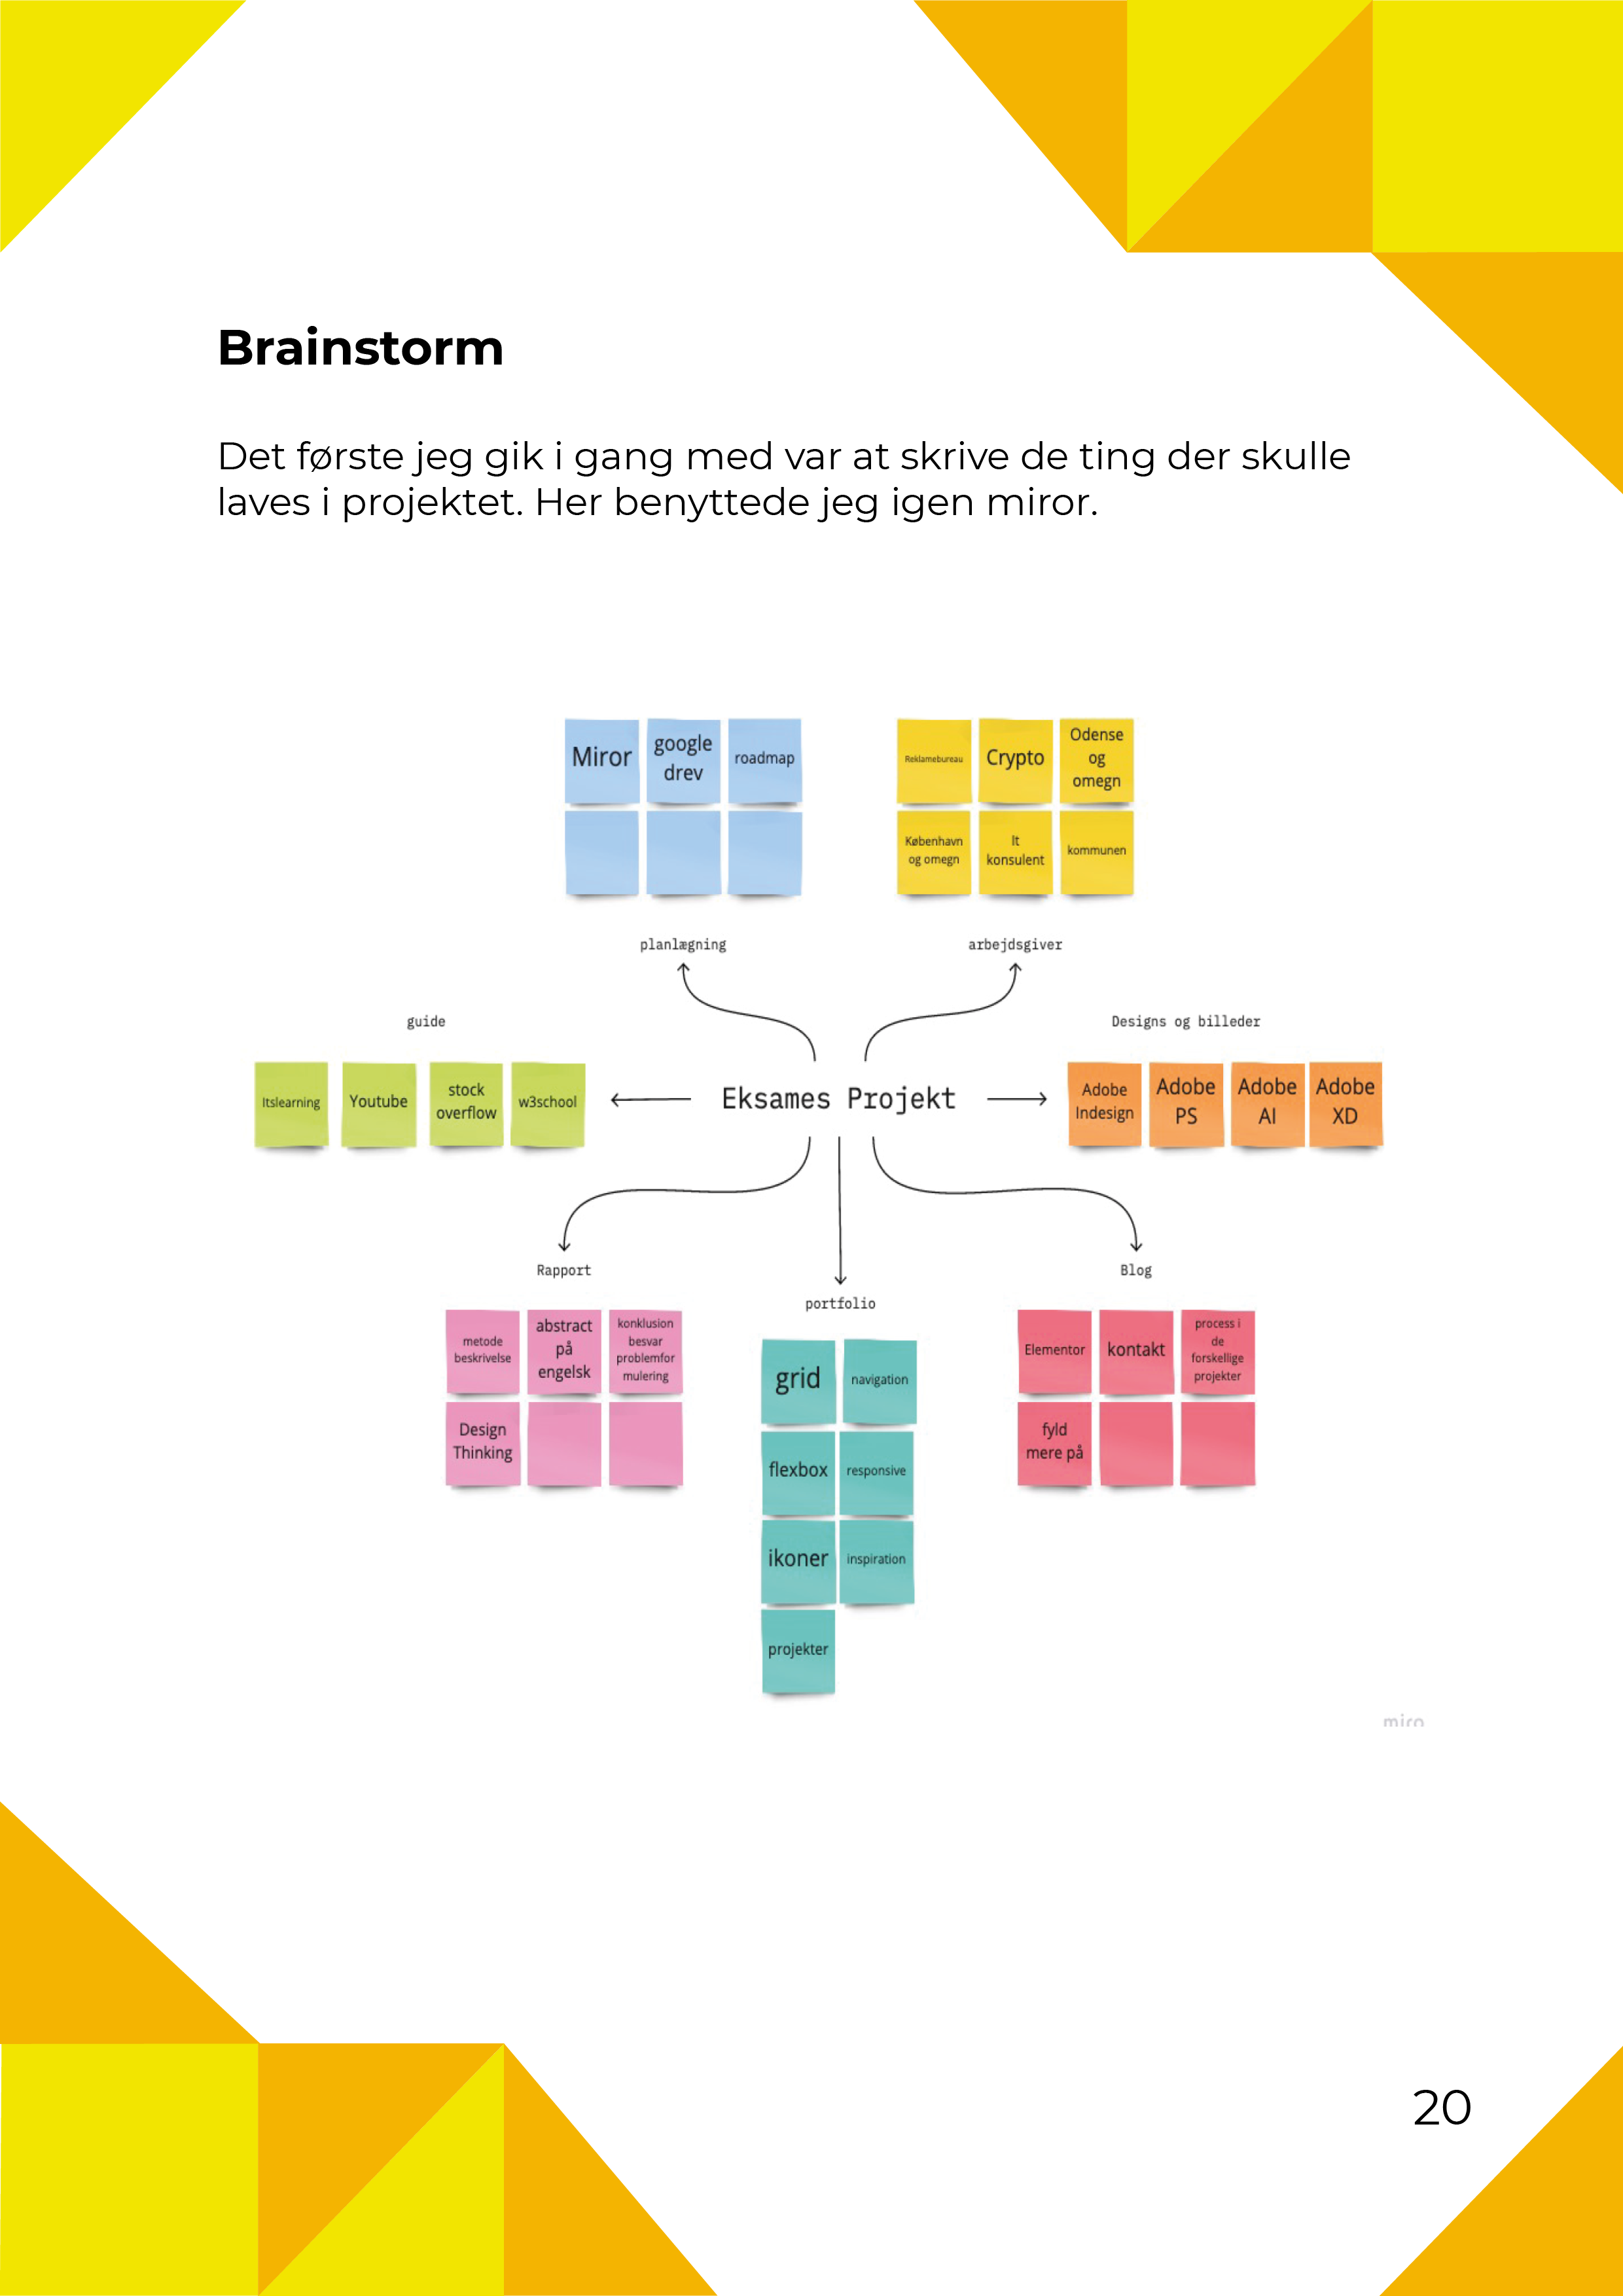 Brainstorm
Det første jeg gik i gang med var at skrive de ting der skulle
laves i projektet. Her benyttede jeg igen miror.
Miror
google
drev
roadmap
Reklamebureau
Crypto
Odense
og
omegn
København
og omegn
It
konsulent
kommunen
planlægning
arbejdsgiver
guide
Designs og billeder
Itslearning
Youtube
stock
overflow
w3school
Eksames Projekt
Adobe
Indesign
Adobe
PS
Adobe
AI
Adobe
XD
Rapport
portfolio
Blog
metode
beskrivelse
abstract
på
engelsk
konklusion
besvar
problemfor
mulering
Design
Thinking
grid
navigation
flexbox
responsive
ikoner
inspiration
projekter
Elementor
kontakt
process i
de
forskellige
projekter
fyld
mere på
miro
20